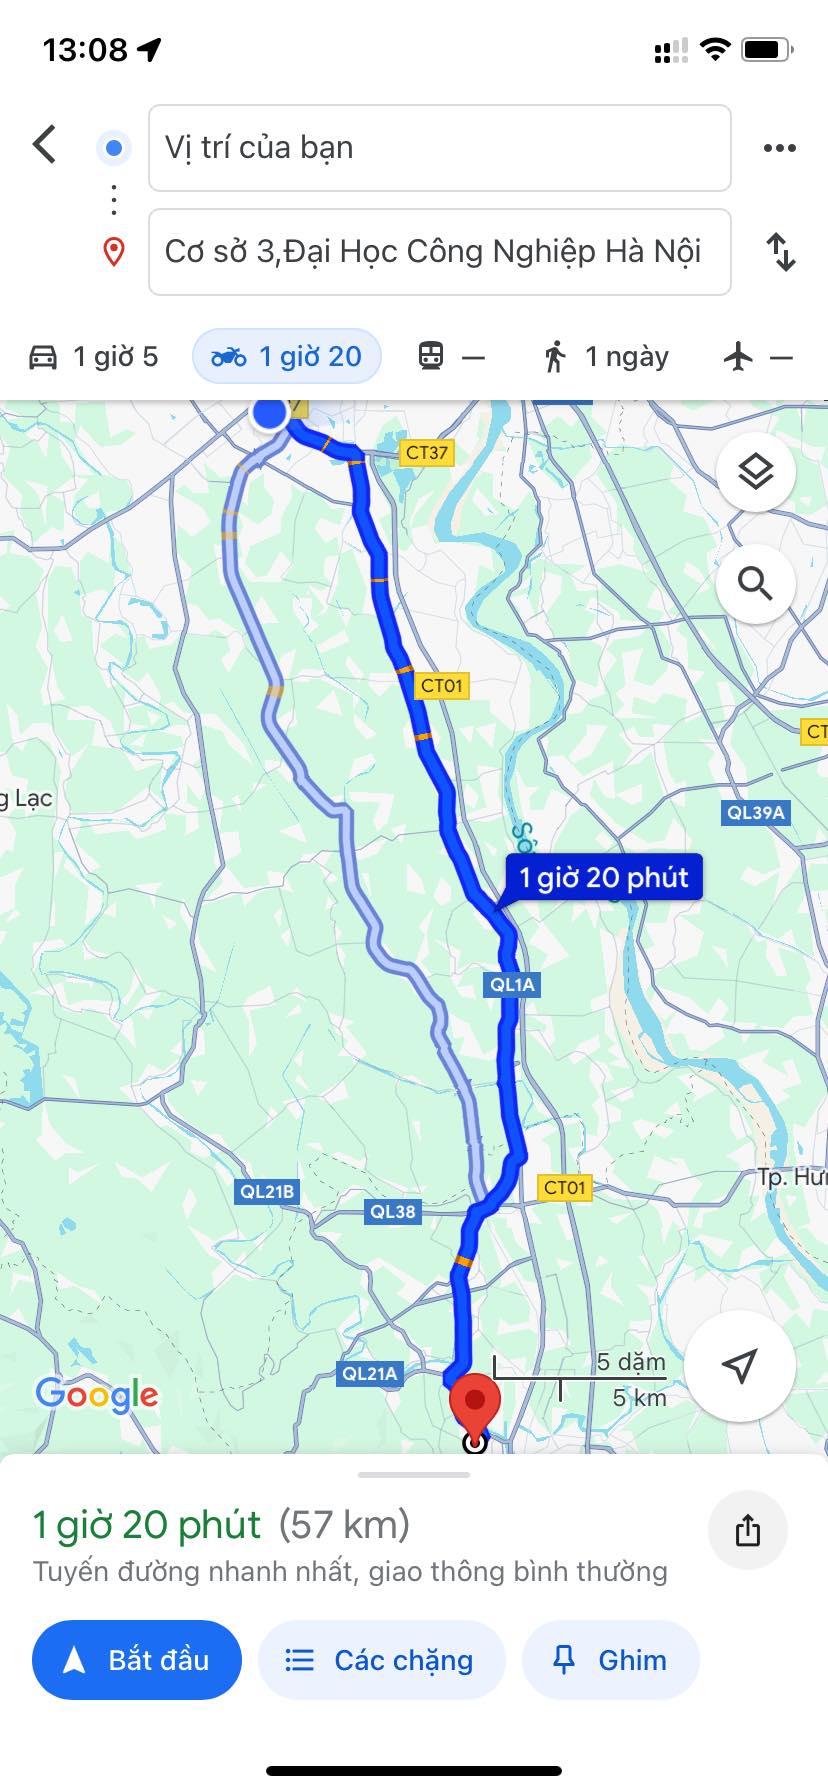 13:08
Vị trí của bạn
Cơ sở 3,Đại Học Công Nghiệp Hà Nội
1 giờ 5
1 giờ 20
—
1 ngày
—
CT37
CT01
CT
g Lạc
QL39A
Sô
1 giờ 20 phút
QL1A
Tp. Hưn
QL21B
CT01
QL38
5 dặm
QL21A
5 km
Google
1 giờ 20 phút (57 km)
Tuyến đường nhanh nhất, giao thông bình thường
Bắt đầu
Các chặng
Ghim